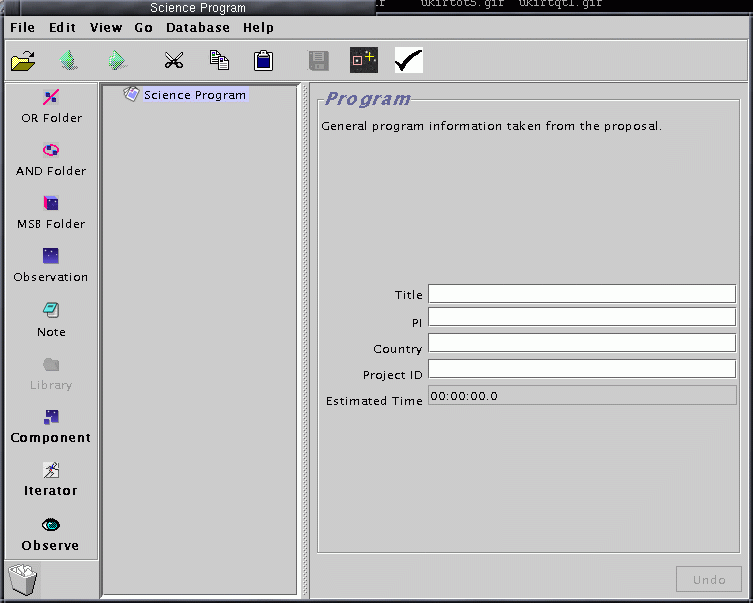 Science Program
ukirtot5.gif ukirtqt1.gif
File Edit View Go Database Help
OR Folder
AND Folder
MSB Folder
Observation
Note
Library
Component
Iterator
Observe
Science Program
Program
General program information taken from the proposal.
Title
PI
Country
Project ID
Estimated Time 00:00:00.0
Undo